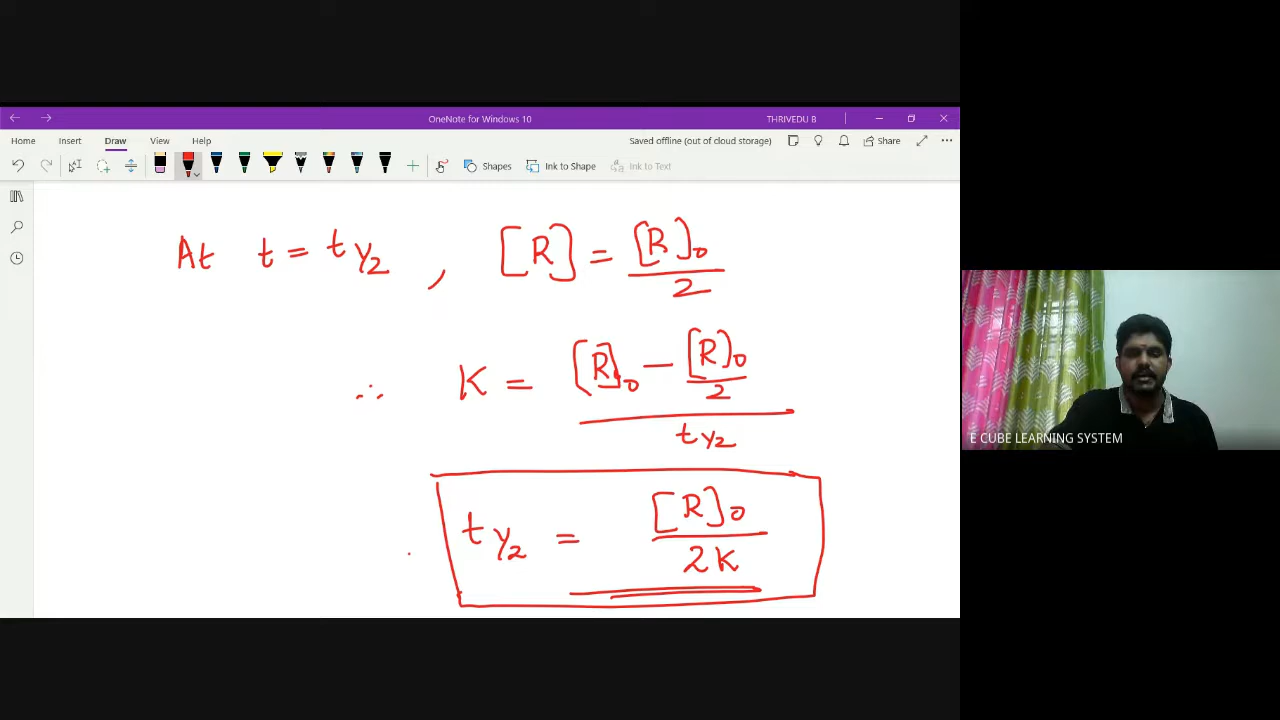 OneNote for Windows 10
THRIVEDU B
Home Insert Draw View Help
Saved offline (out of cloud storage)
Share
Shapes
Ink to Shape
Ink to Text
At t = t½ , [R] = [R]₀/2
∴ K = ([R]₀ − [R]₀/2)/t½
t½ = [R]₀/2K
E CUBE LEARNING SYSTEM